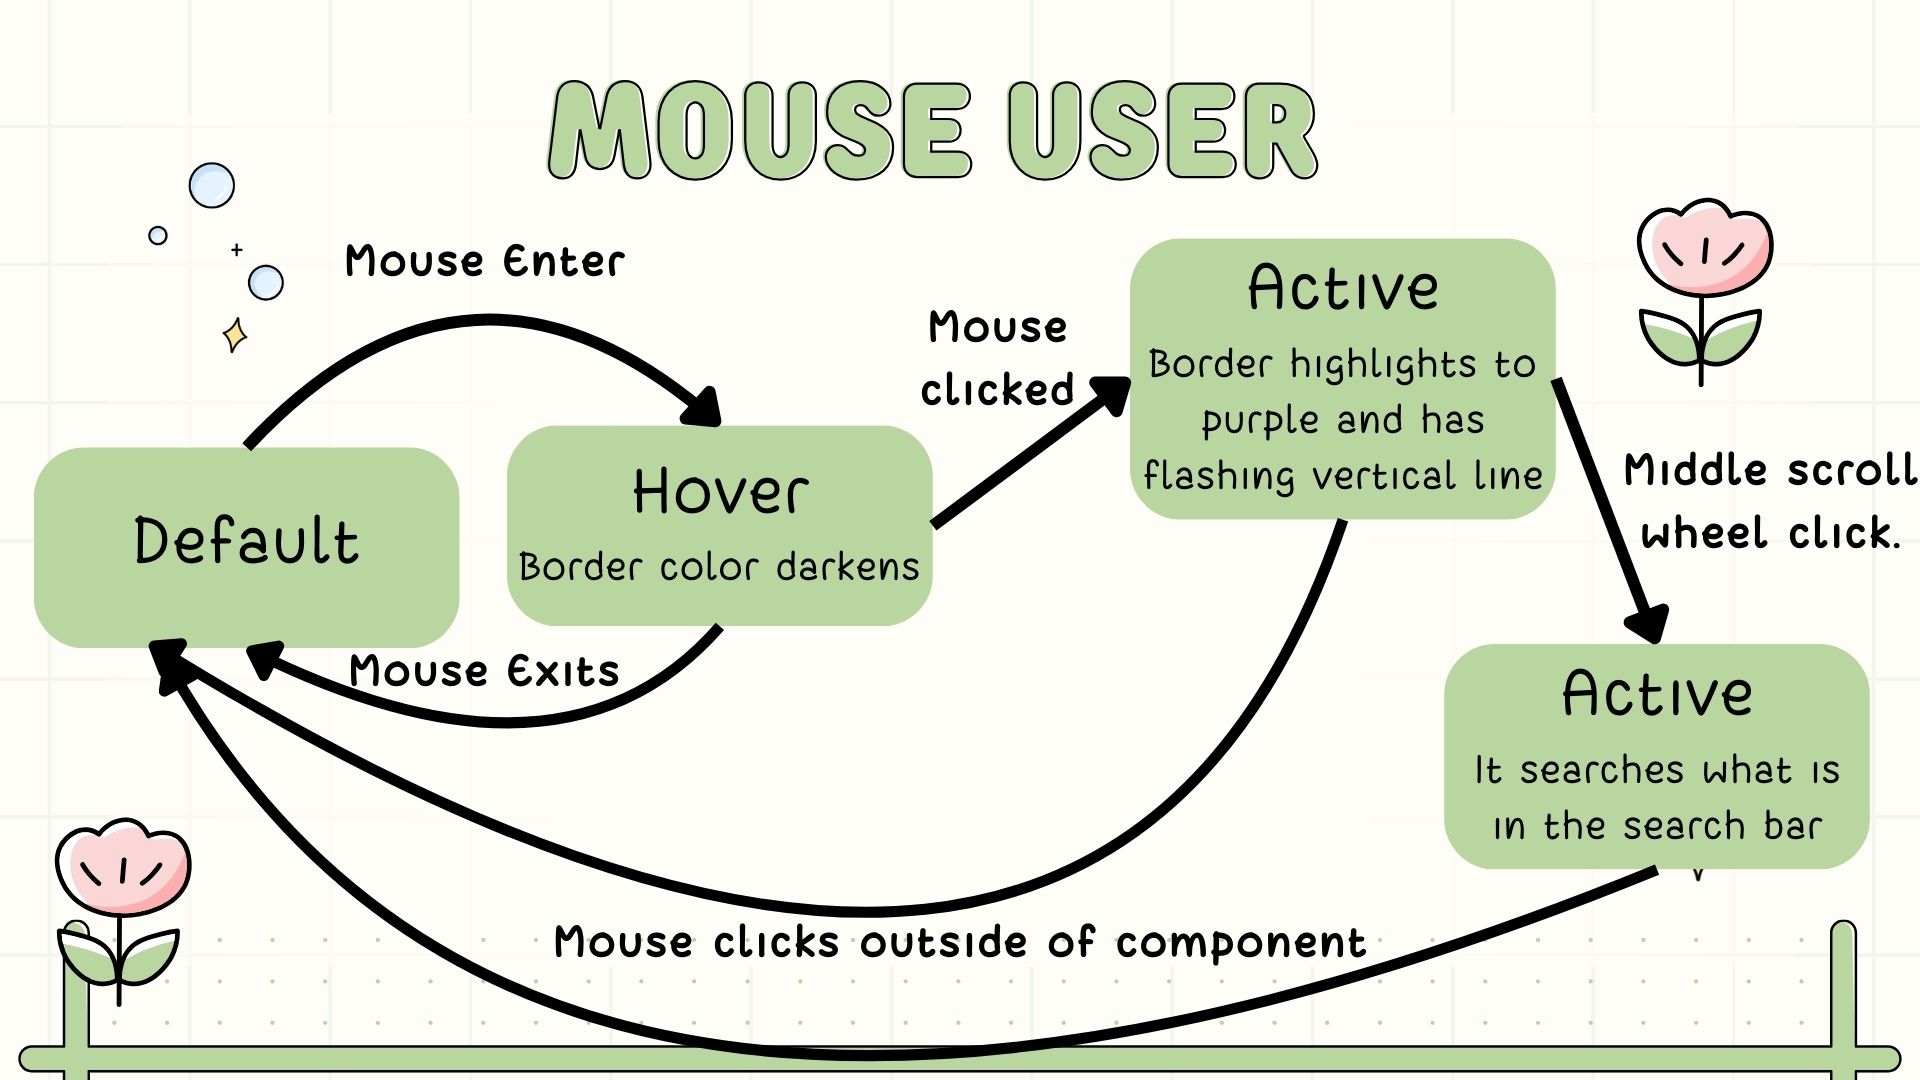 MOUSE USER
Mouse Enter
Mouse
clicked
Active
Border highlights to
purple and has
flashing vertical line
Middle scroll
wheel click.
Default
Hover
Border color darkens
Mouse Exits
Active
It searches what is
in the search bar
Mouse clicks outside of component